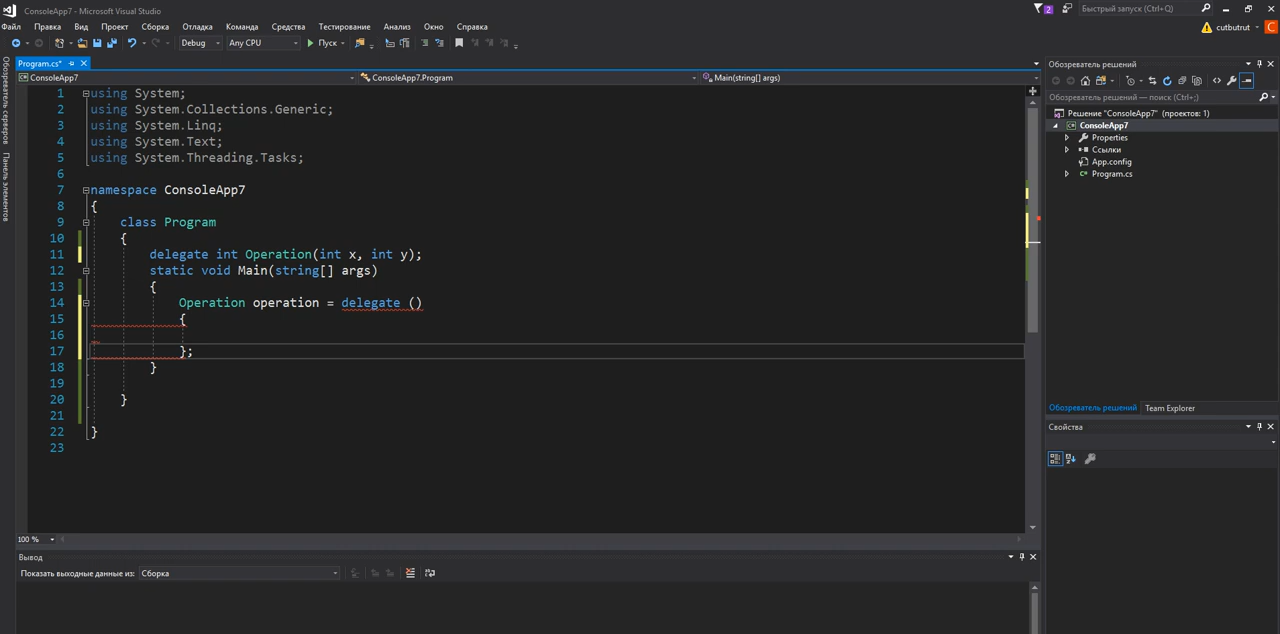 ConsoleApp7 - Microsoft Visual Studio
2
Быстрый запуск (Ctrl+Q)
Файл Правка Вид Проект Сборка Отладка Команда Средства Тестирование Анализ Окно Справка
cutbutrut
C
Debug Any CPU Пуск
Обозреватель серверов
Панель элементов
Program.cs*
ConsoleApp7 ConsoleApp7.Program Main(string[] args)
1 using System;
2 using System.Collections.Generic;
3 using System.Linq;
4 using System.Text;
5 using System.Threading.Tasks;
6
7 namespace ConsoleApp7
8 {
9 class Program
10 {
11 delegate int Operation(int x, int y);
12 static void Main(string[] args)
13 {
14 Operation operation = delegate ()
15 {
16
17 };
18 }
19
20 }
21
22 }
23
100 %
Вывод
Показать выходные данные из: Сборка
Обозреватель решений
Обозреватель решений — поиск (Ctrl+;)
Решение "ConsoleApp7" (проектов: 1)
ConsoleApp7
Properties
Ссылки
App.config
Program.cs
Обозреватель решений Team Explorer
Свойства